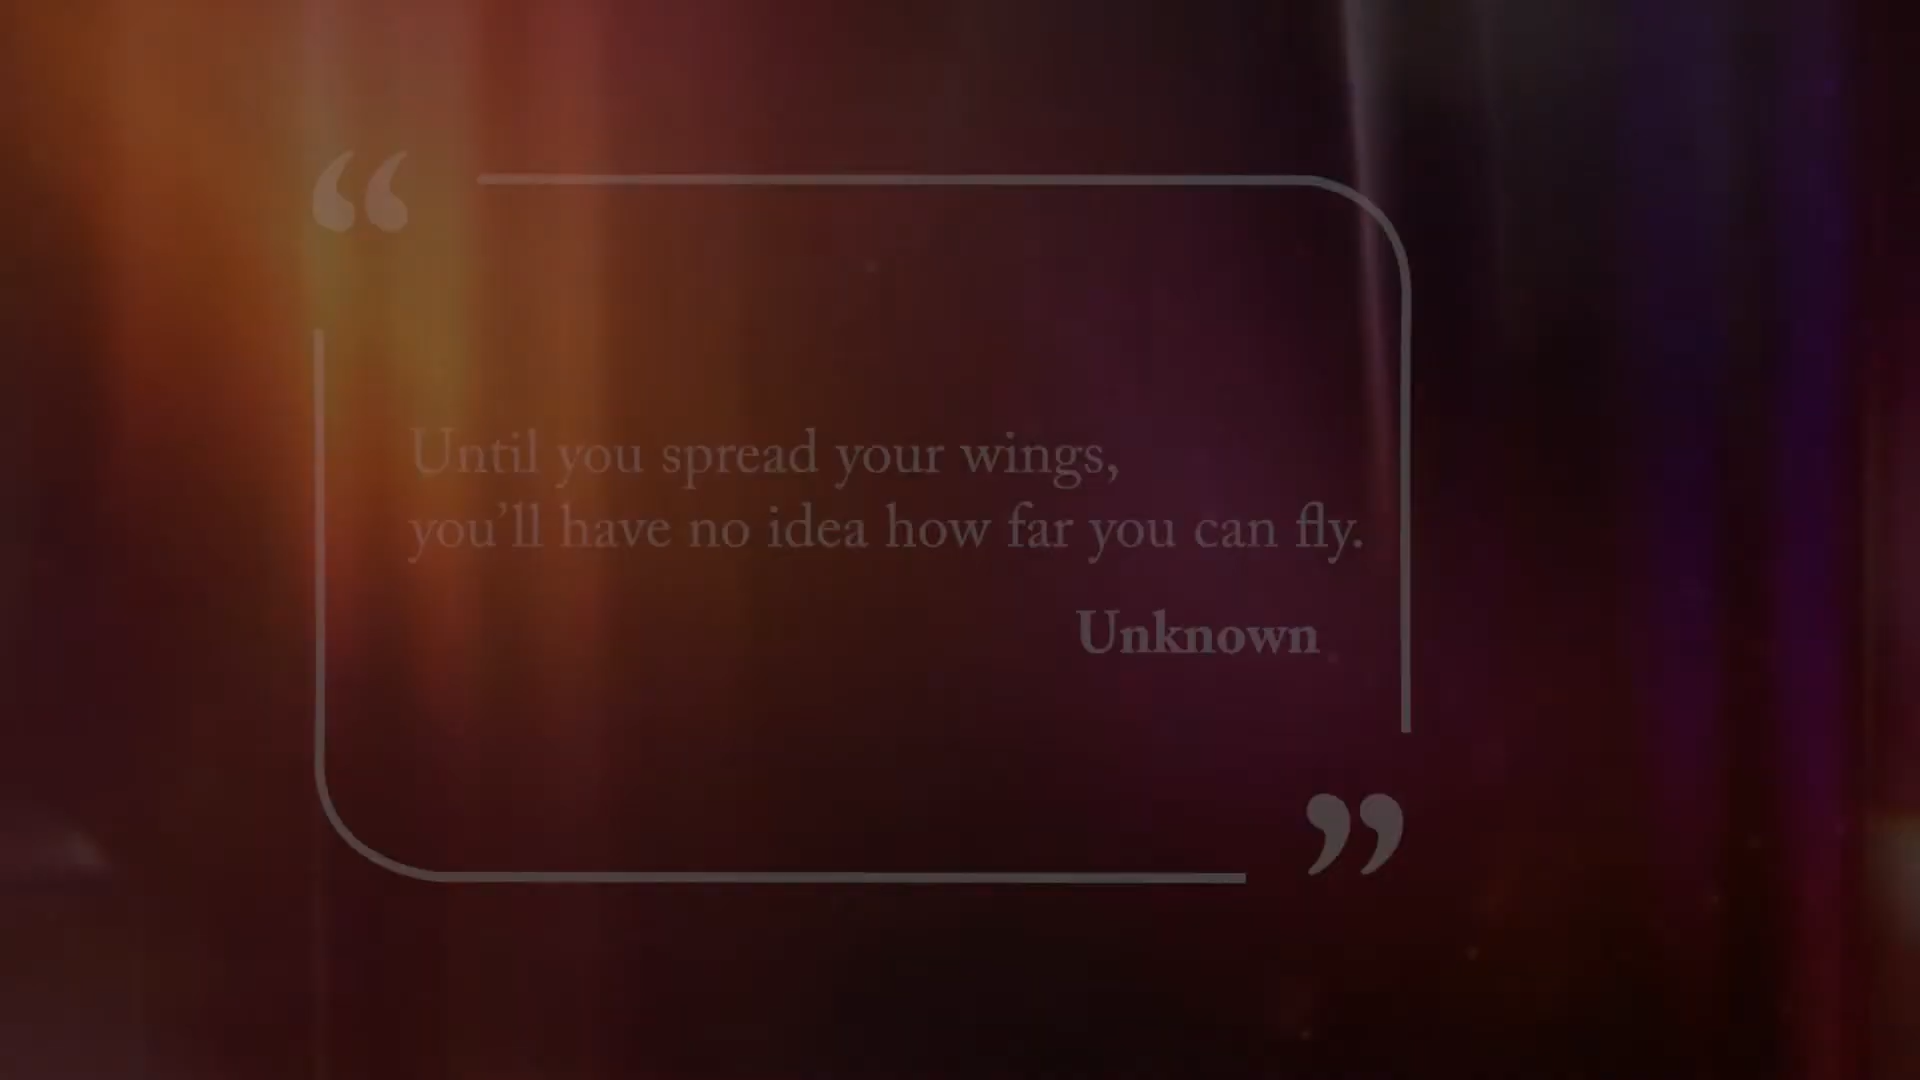 “
Until you spread your wings,
you’ll have no idea how far you can fly.
Unknown
”